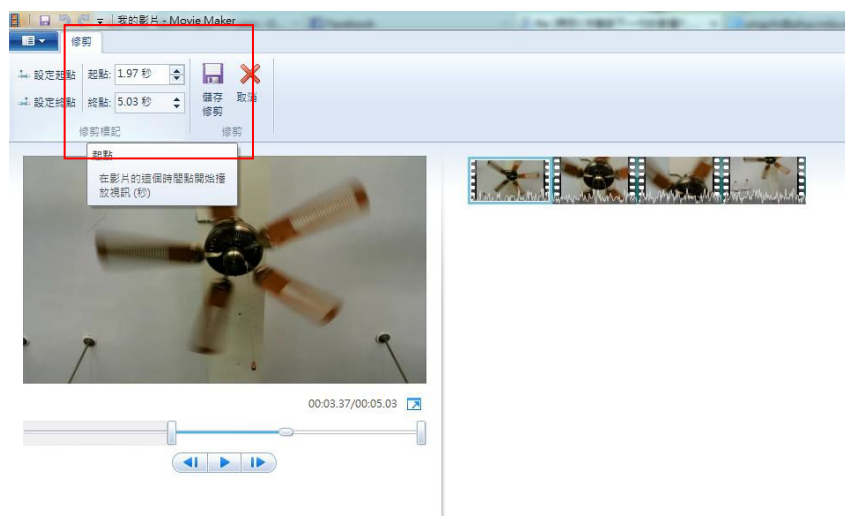 我的影片 - Movie Maker
修剪
設定起點 起點: 1.97 秒
設定終點 終點: 5.03 秒
儲存修剪
取消
修剪標記
修剪
起點
在影片的這個時間點開始播
放視訊 (秒)
00:03.37/00:05.03